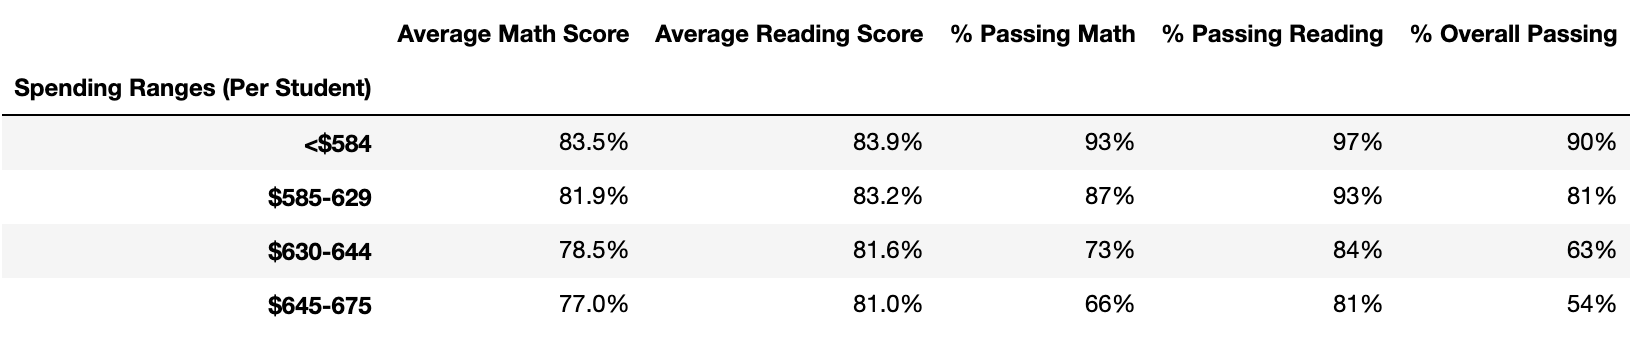 Average Math Score Average Reading Score % Passing Math % Passing Reading % Overall Passing
Spending Ranges (Per Student)
<$584 83.5% 83.9% 93% 97% 90%
$585-629 81.9% 83.2% 87% 93% 81%
$630-644 78.5% 81.6% 73% 84% 63%
$645-675 77.0% 81.0% 66% 81% 54%